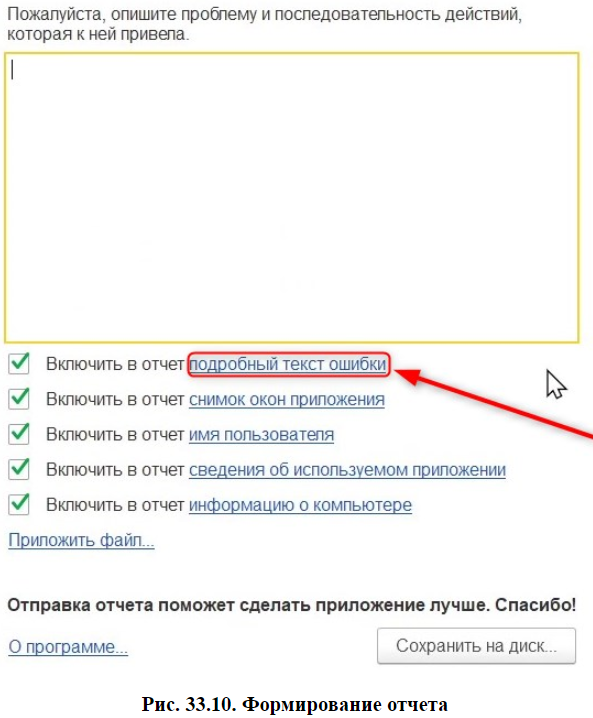 Пожалуйста, опишите проблему и последовательность действий,
которая к ней привела.
Включить в отчет подробный текст ошибки
Включить в отчет снимок окон приложения
Включить в отчет имя пользователя
Включить в отчет сведения об используемом приложении
Включить в отчет информацию о компьютере
Приложить файл...
Отправка отчета поможет сделать приложение лучше. Спасибо!
О программе...
Сохранить на диск...
Рис. 33.10. Формирование отчета